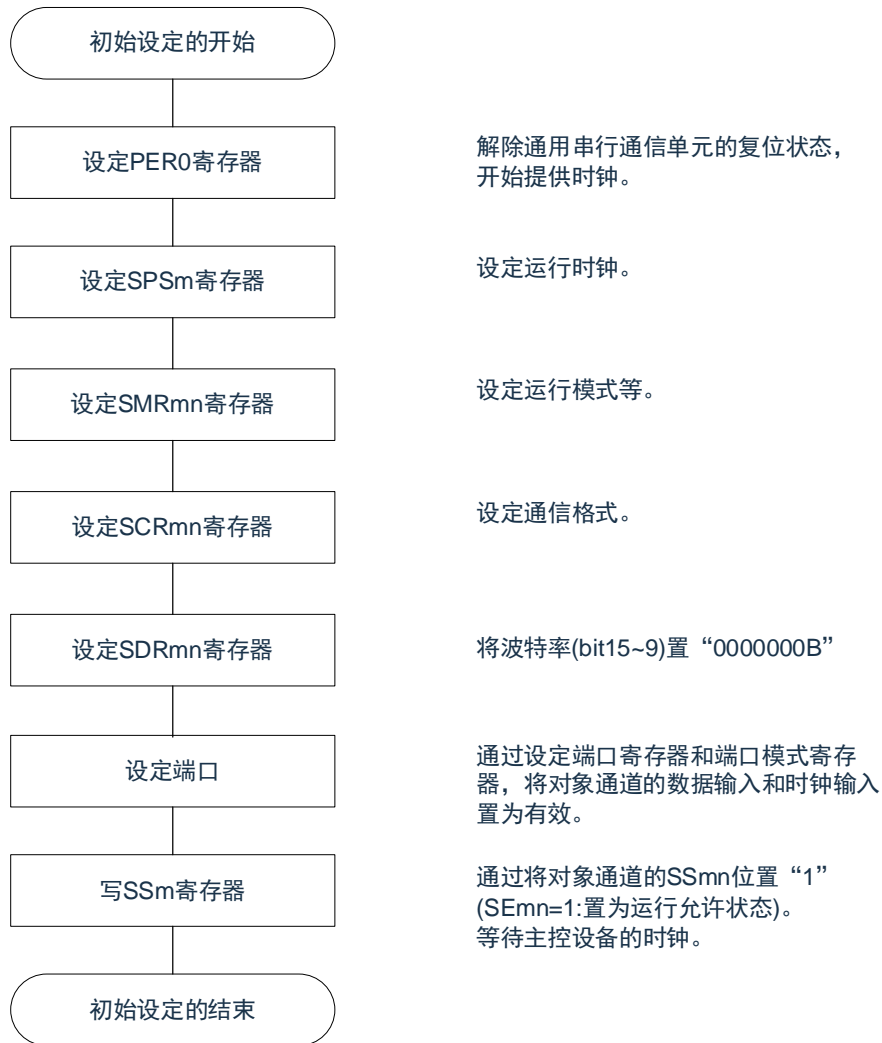 初始设定的开始
设定PER0寄存器
解除通用串行通信单元的复位状态，
开始提供时钟。
设定SPSm寄存器
设定运行时钟。
设定SMRmn寄存器
设定运行模式等。
设定SCRmn寄存器
设定通信格式。
设定SDRmn寄存器
将波特率(bit15~9)置“0000000B”
设定端口
通过设定端口寄存器和端口模式寄存
器，将对象通道的数据输入和时钟输入
置为有效。
写SSm寄存器
通过将对象通道的SSmn位置“1”
(SEmn=1:置为运行允许状态)。
等待主控设备的时钟。
初始设定的结束